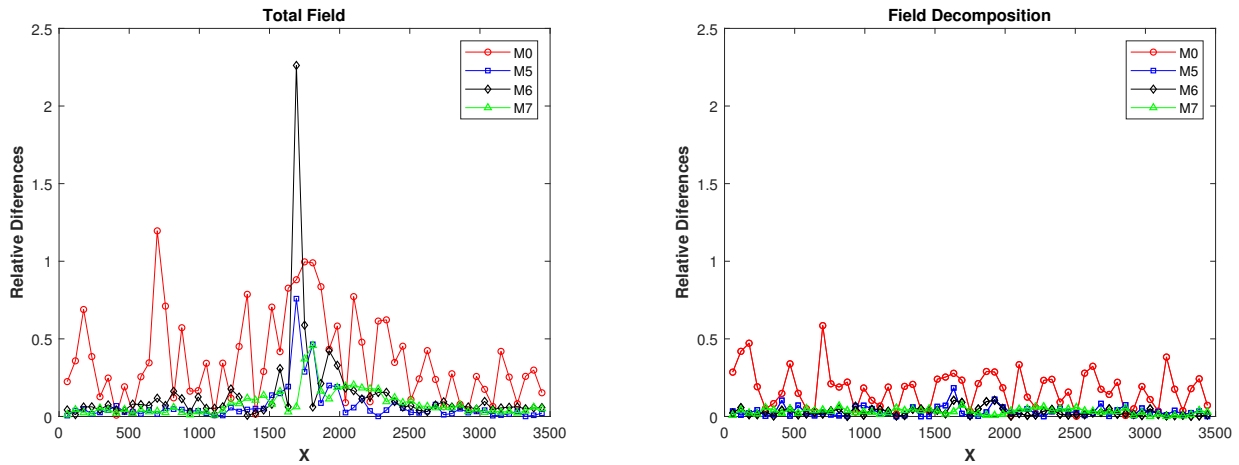 Total Field
2.5
2
1.5
1
0.5
0
0 500 1000 1500 2000 2500 3000 3500
X
Relative Diferences
M0
M5
M6
M7
Field Decomposition
2.5
2
1.5
1
0.5
0
0 500 1000 1500 2000 2500 3000 3500
X
Relative Diferences
M0
M5
M6
M7